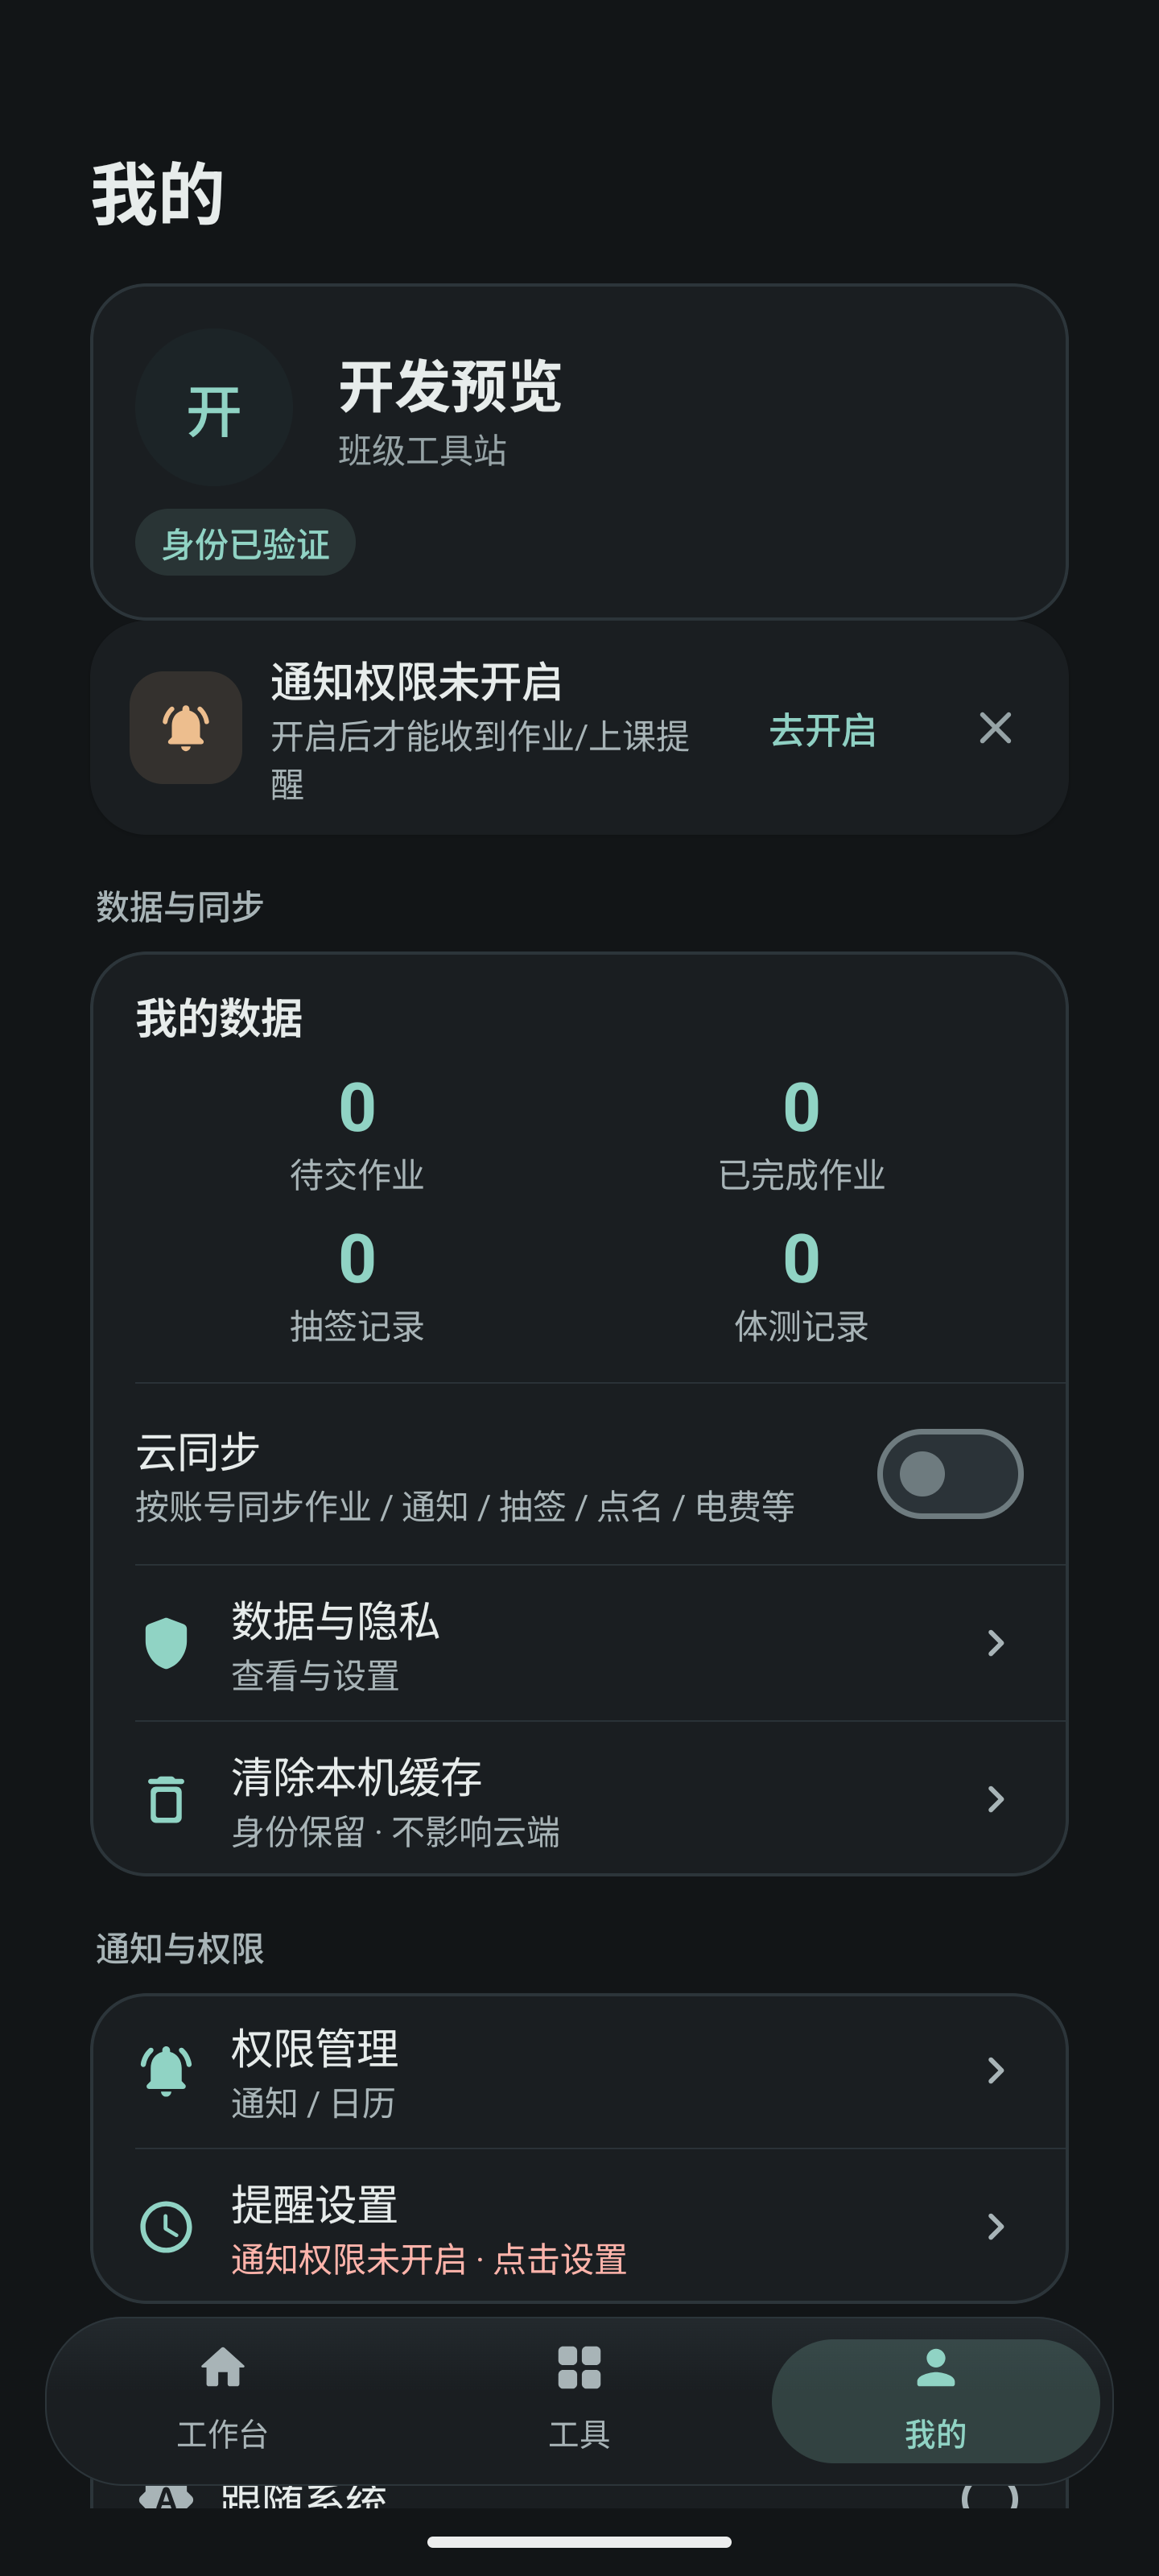 我的
开
开发预览
班级工具站
身份已验证
通知权限未开启
开启后才能收到作业/上课提
醒
去开启
数据与同步
我的数据
0
0
待交作业
已完成作业
0
0
抽签记录
体测记录
云同步
按账号同步作业 / 通知 / 抽签 / 点名 / 电费等
数据与隐私
查看与设置
清除本机缓存
身份保留 · 不影响云端
通知与权限
权限管理
通知 / 日历
提醒设置
通知权限未开启 · 点击设置
工作台
工具
我的
A
跟随系统